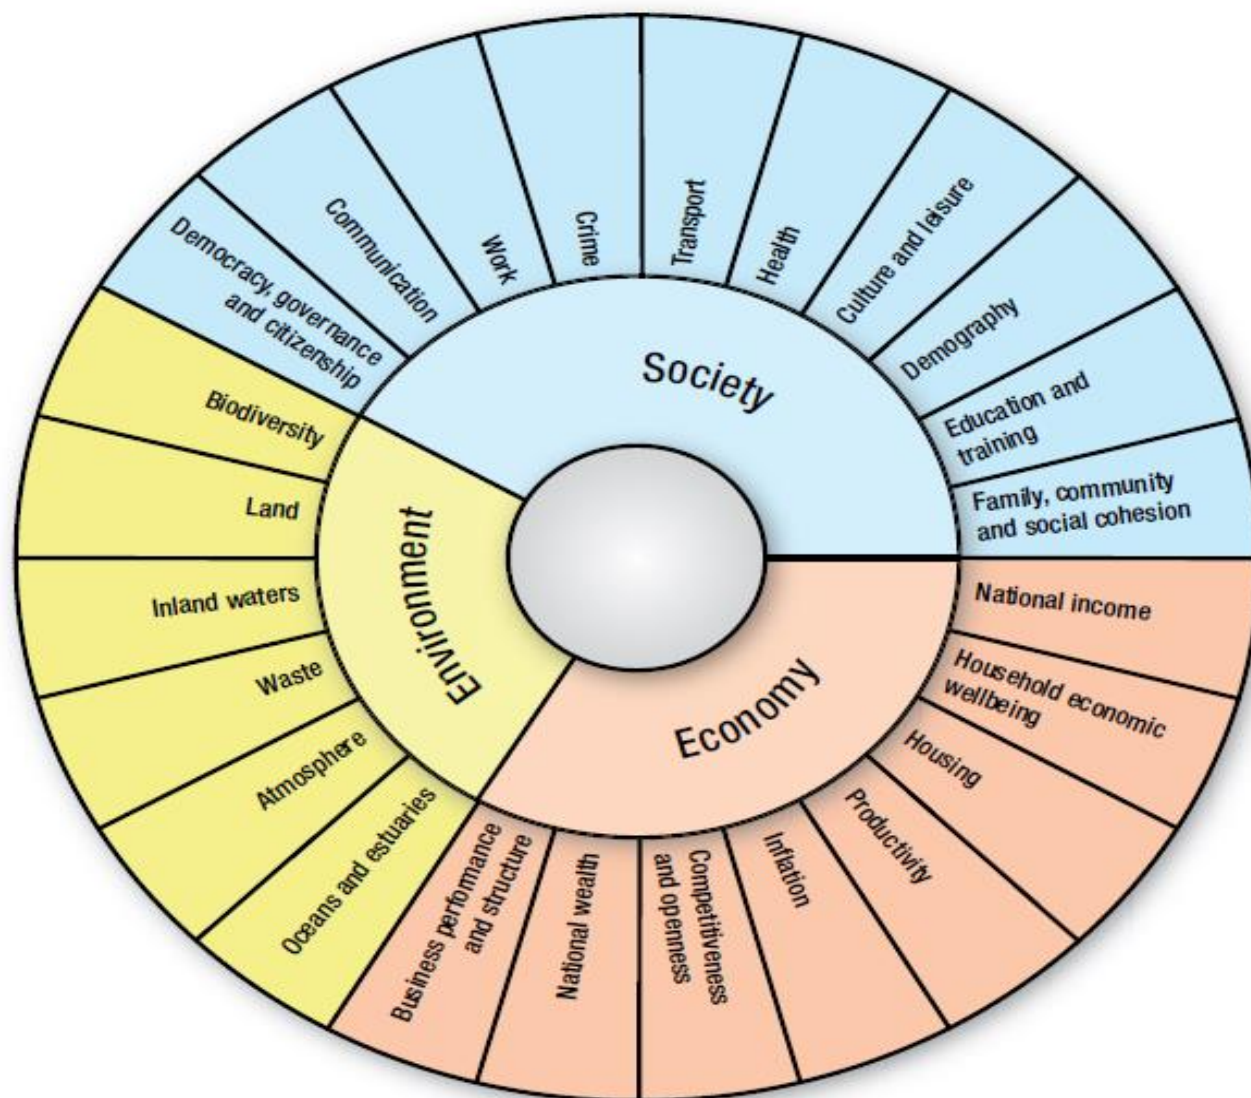 Society
Democracy, governance
and citizenship
Communication
Work
Crime
Transport
Health
Culture and leisure
Demography
Education and
training
Family, community
and social cohesion
Economy
National income
Household economic
wellbeing
Housing
Productivity
Inflation
Competitiveness
and openness
National wealth
Business performance
and structure
Environment
Oceans and estuaries
Atmosphere
Waste
Inland waters
Land
Biodiversity